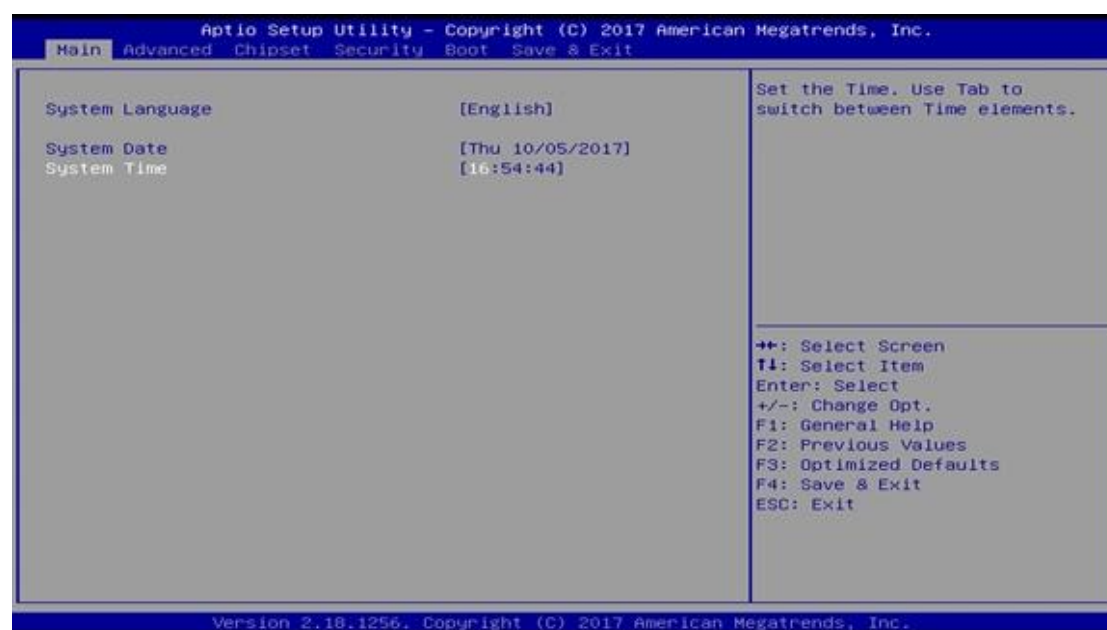 Aptio Setup Utility – Copyright (C) 2017 American Megatrends, Inc.
Main Advanced Chipset Security Boot Save & Exit
System Language [English]
System Date [Thu 10/05/2017]
System Time [16:54:44]
Set the Time. Use Tab to
switch between Time elements.
→←: Select Screen
↑↓: Select Item
Enter: Select
+/-: Change Opt.
F1: General Help
F2: Previous Values
F3: Optimized Defaults
F4: Save & Exit
ESC: Exit
Version 2.18.1256. Copyright (C) 2017 American Megatrends, Inc.